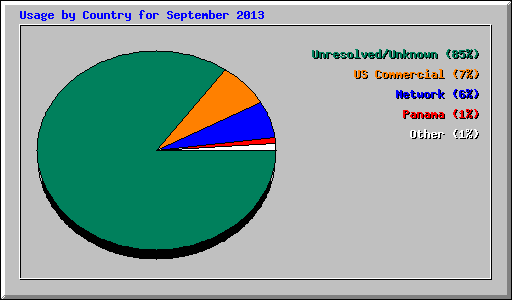 Usage by Country for September 2013
Unresolved/Unknown (85%)
US Commercial (7%)
Network (6%)
Panama (1%)
Other (1%)